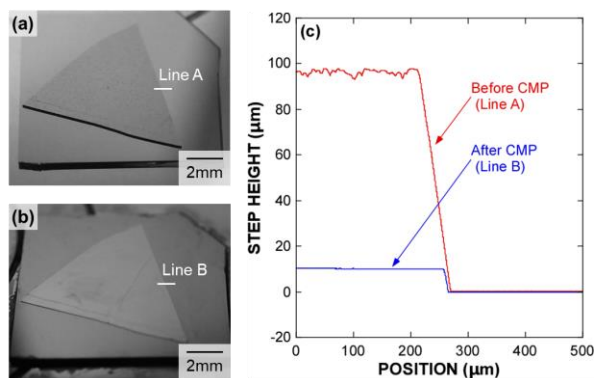 (a)
Line A
2mm
(b)
Line B
2mm
(c)
STEP HEIGHT (μm)
120
100
80
60
40
20
0
-20
Before CMP
(Line A)
After CMP
(Line B)
0
100
200
300
400
500
POSITION (μm)